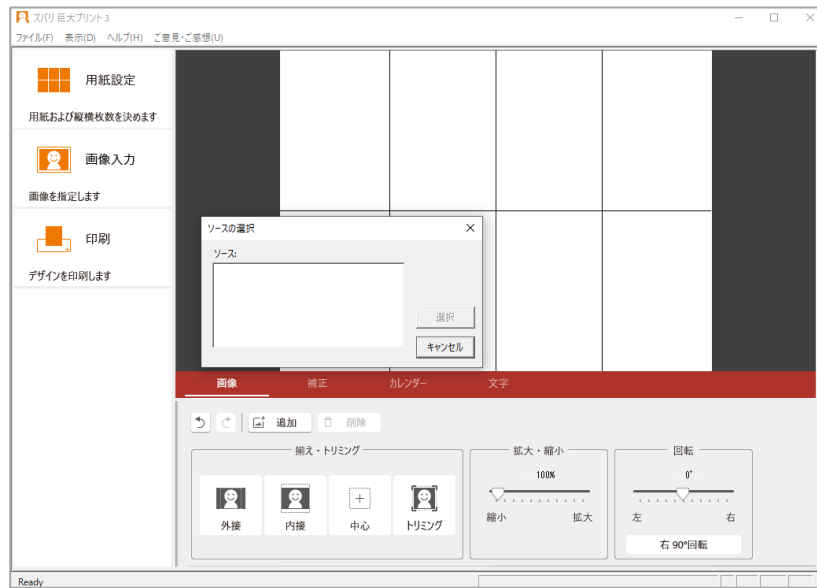 ズバリ巨大プリント3
ファイル(F) 表示(D) ヘルプ(H) ご意見・ご感想(U)
用紙設定
用紙および縦横枚数を決めます
画像入力
画像を指定します
印刷
デザインを印刷します
ソースの選択
ソース:
選択
キャンセル
画像 補正 カレンダー 文字
追加 削除
揃え・トリミング
外接 内接 中心 トリミング
拡大・縮小
100%
縮小 拡大
回転
0°
左 右
右 90°回転
Ready